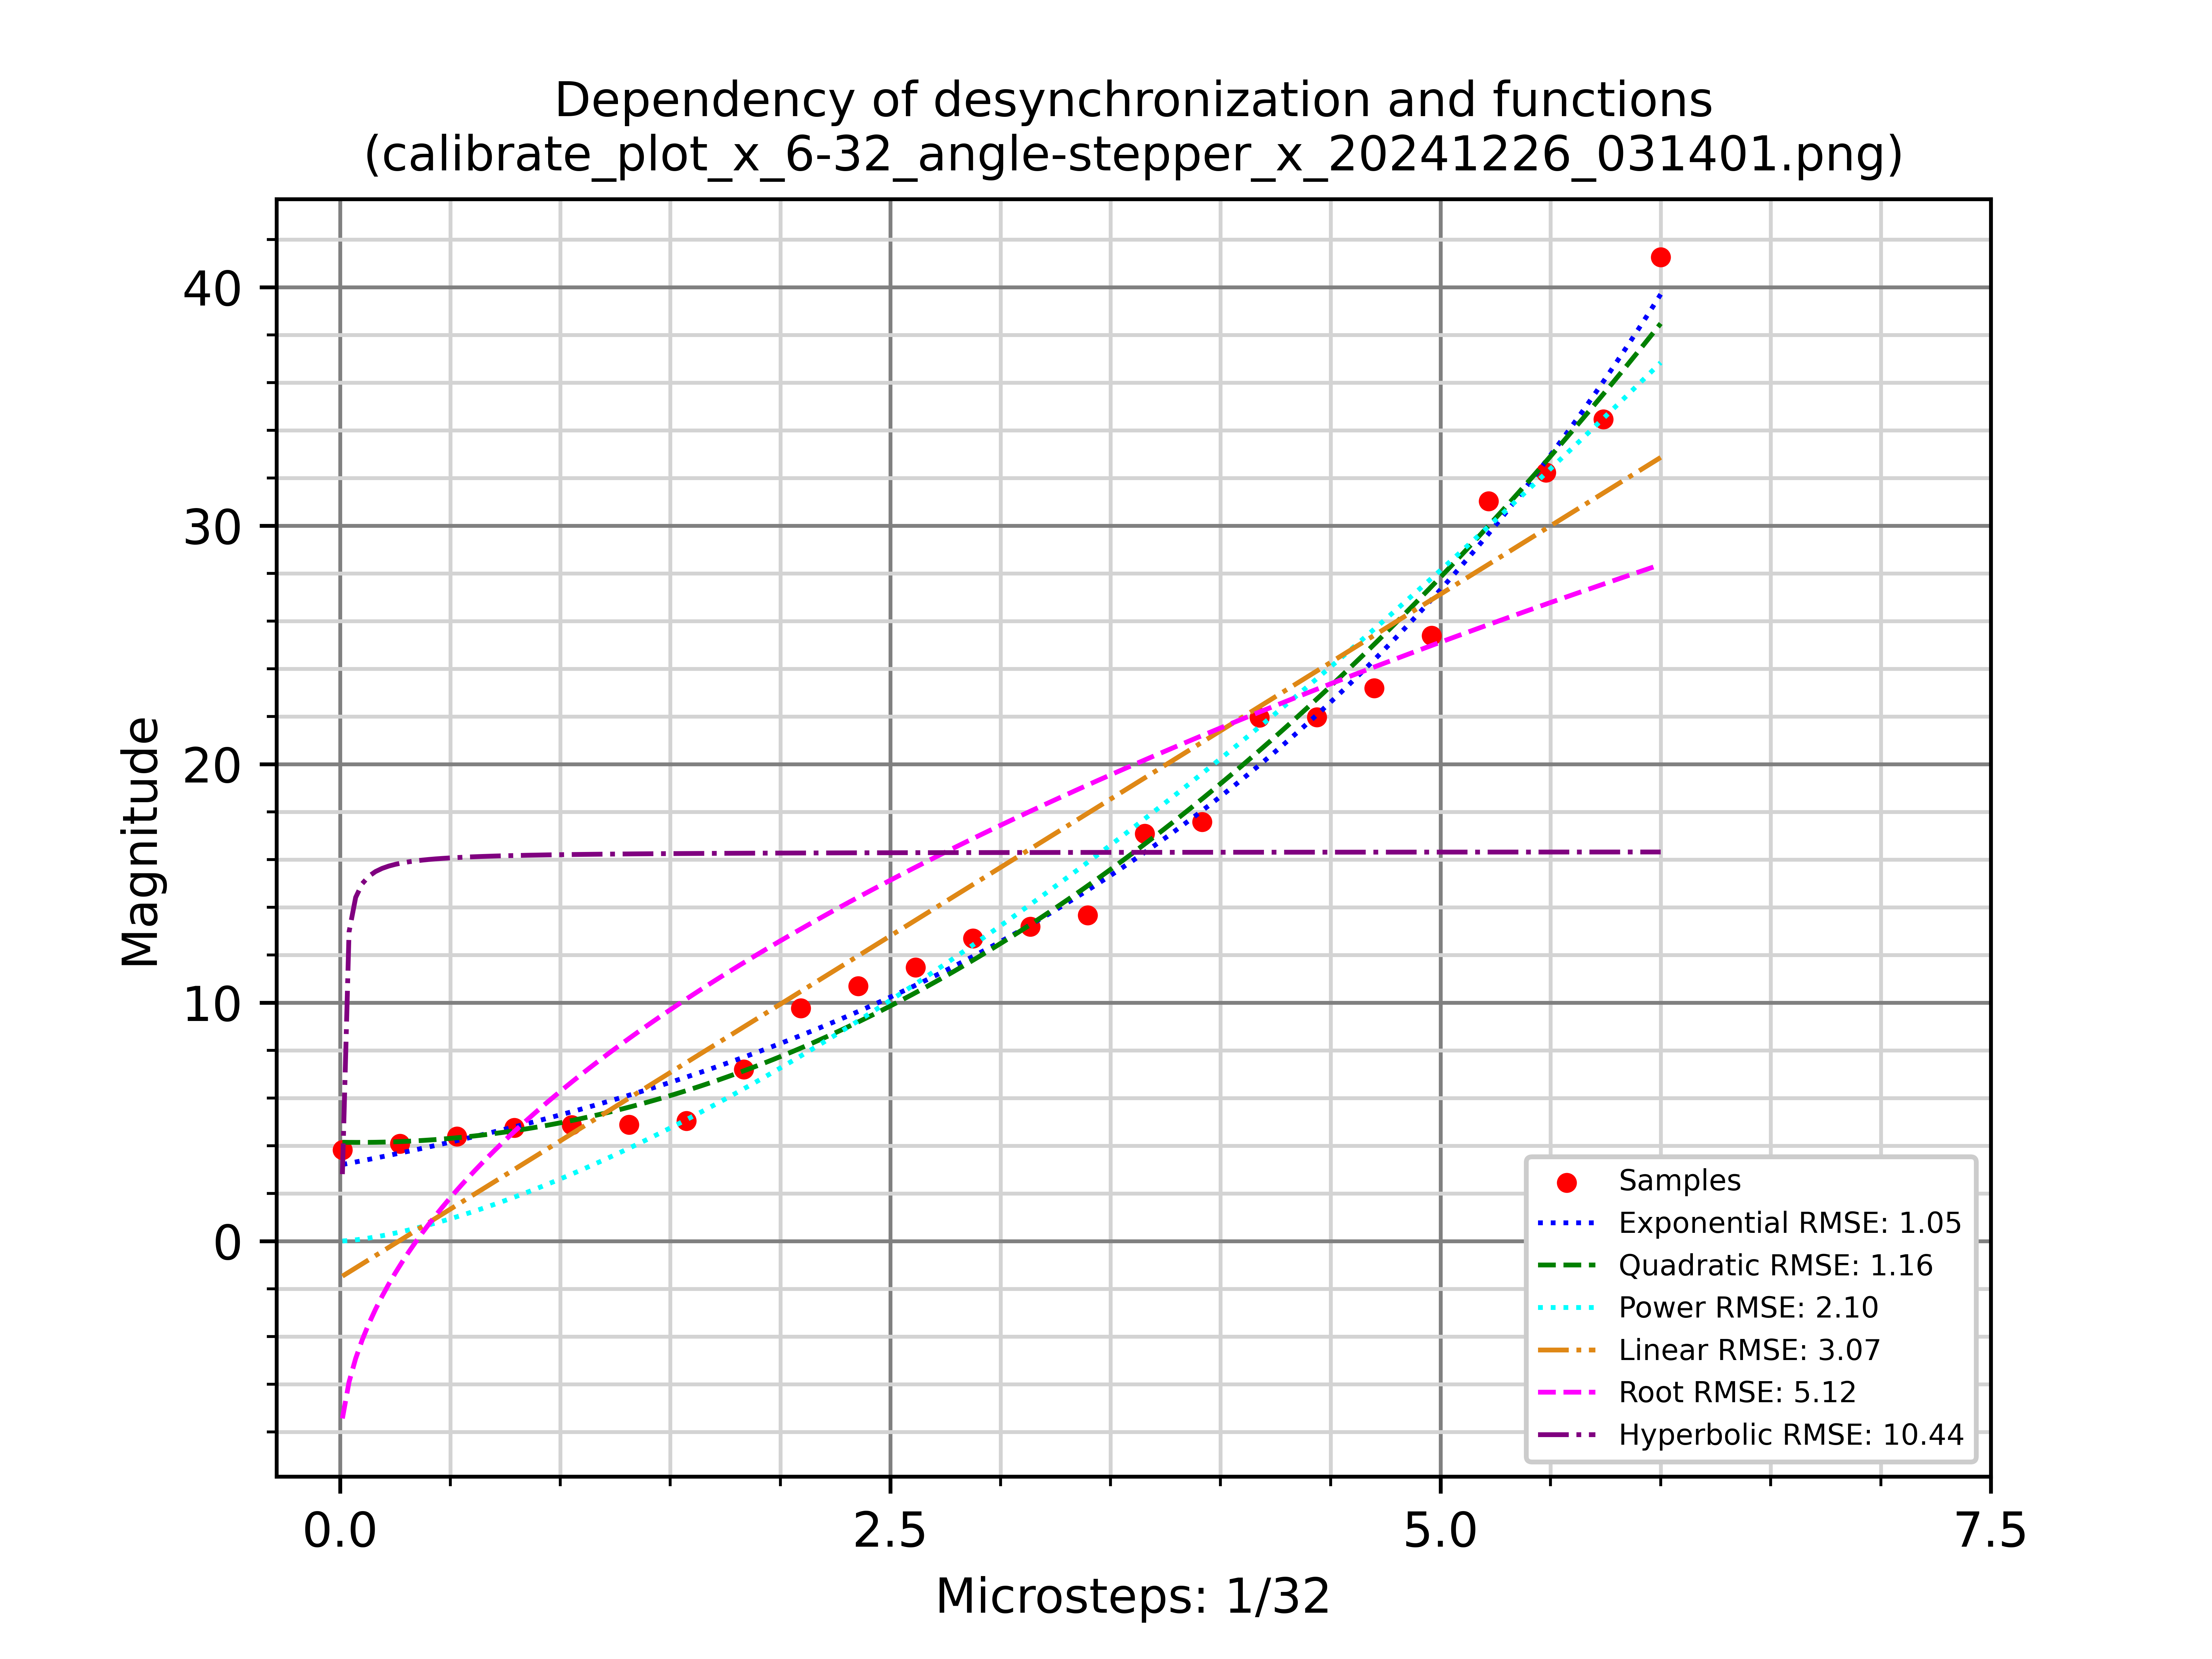 Dependency of desynchronization and functions
(calibrate_plot_x_6-32_angle-stepper_x_20241226_031401.png)
Magnitude
40
30
20
10
0
Samples
Exponential RMSE: 1.05
Quadratic RMSE: 1.16
Power RMSE: 2.10
Linear RMSE: 3.07
Root RMSE: 5.12
Hyperbolic RMSE: 10.44
0.0 2.5 5.0 7.5
Microsteps: 1/32